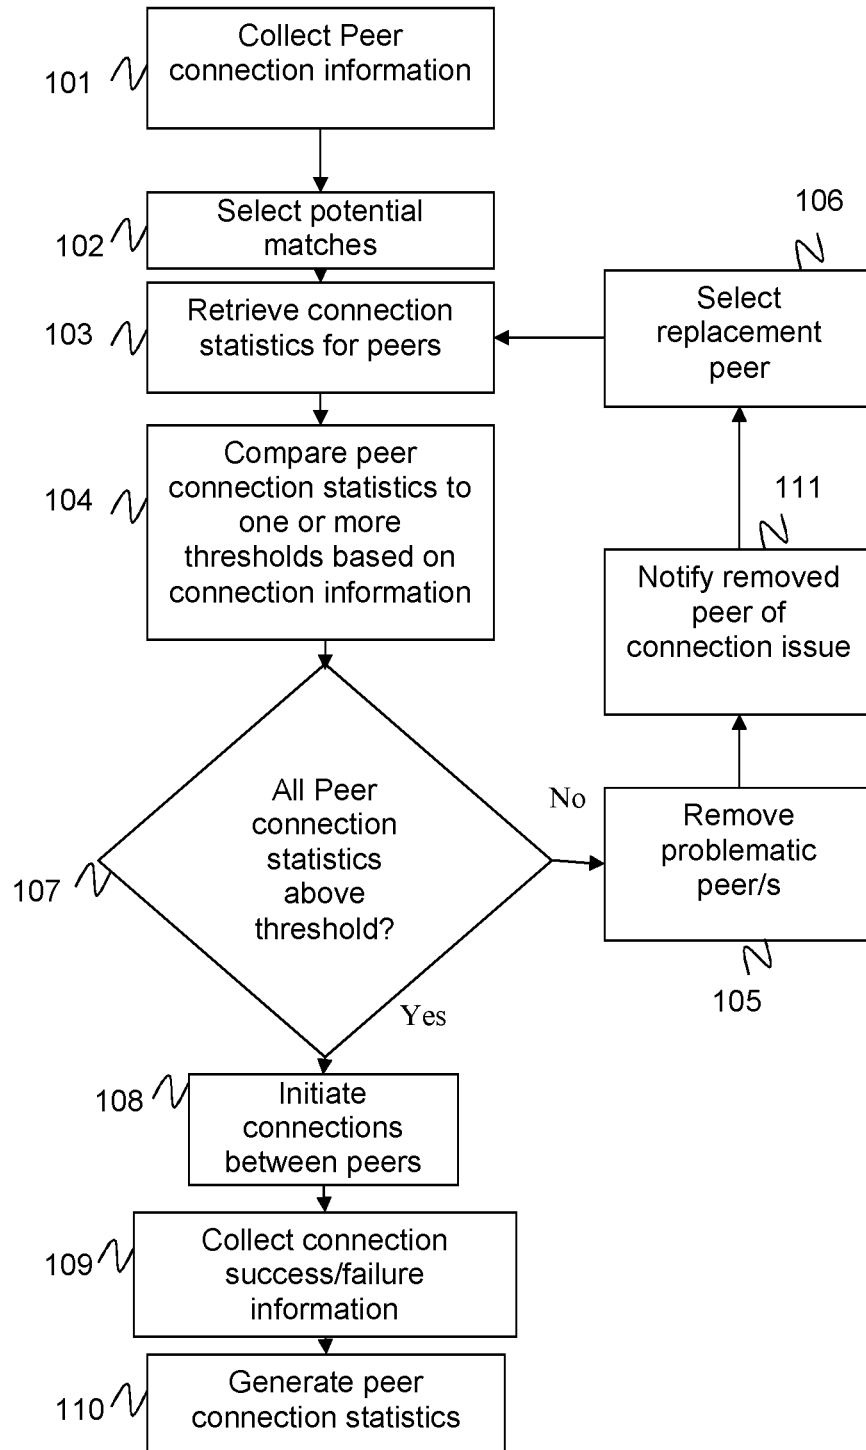 101
Collect Peer
connection information
102
Select potential
matches
103
Retrieve connection
statistics for peers
104
Compare peer
connection statistics to
one or more
thresholds based on
connection information
107
All Peer
connection
statistics
above
threshold?
No
Yes
105
Remove
problematic
peer/s
111
Notify removed
peer of
connection issue
106
Select
replacement
peer
108
Initiate
connections
between peers
109
Collect connection
success/failure
information
110
Generate peer
connection statistics